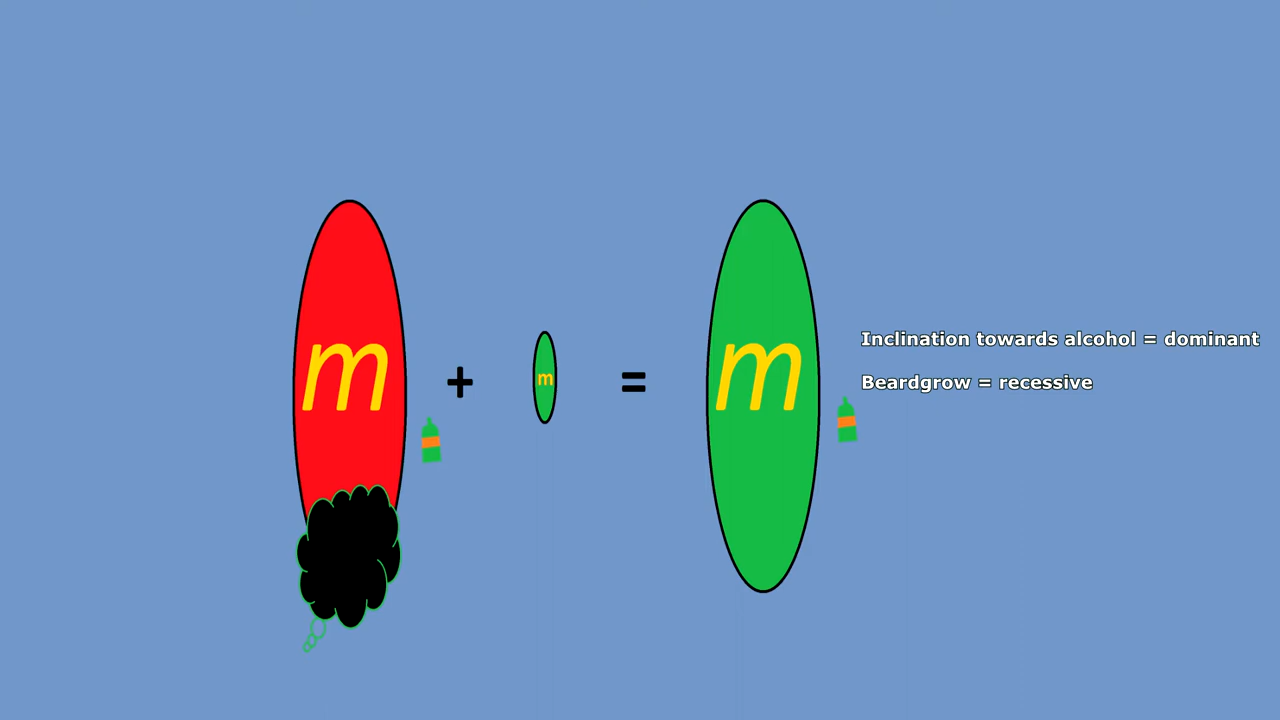 m + m = m
Inclination towards alcohol = dominant
Beardgrow = recessive